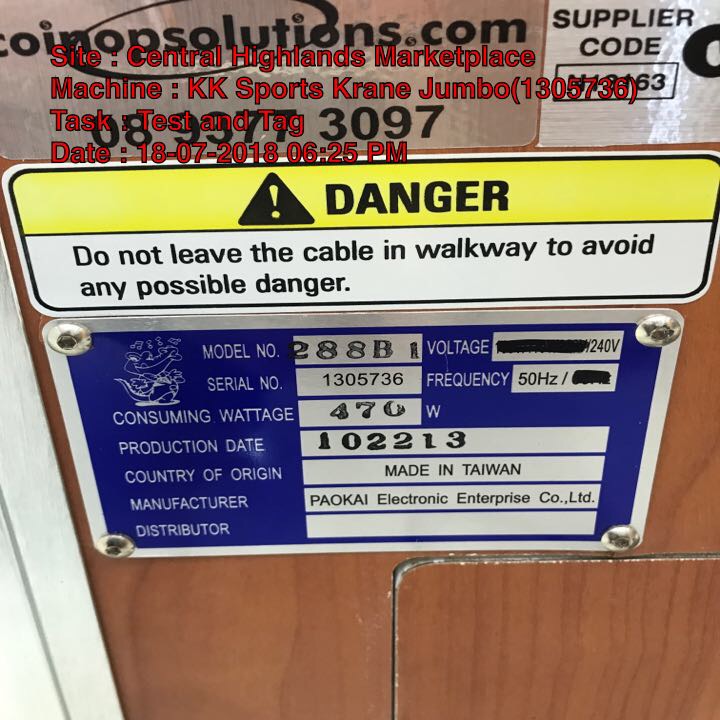 coinopsolutions.com
SUPPLIER
CODE
Site : Central Highlands Marketplace
Machine : KK Sports Krane Jumbo(1305736)
Task : Test and Tag
3097
Date : 18-07-2018 06:25 PM
DANGER
Do not leave the cable in walkway to avoid
any possible danger.
MODEL NO. 288B1 VOLTAGE /240V
SERIAL NO. 1305736 FREQUENCY 50Hz /
CONSUMING WATTAGE 470 W
PRODUCTION DATE 102213
COUNTRY OF ORIGIN MADE IN TAIWAN
MANUFACTURER PAOKAI Electronic Enterprise Co.,Ltd.
DISTRIBUTOR